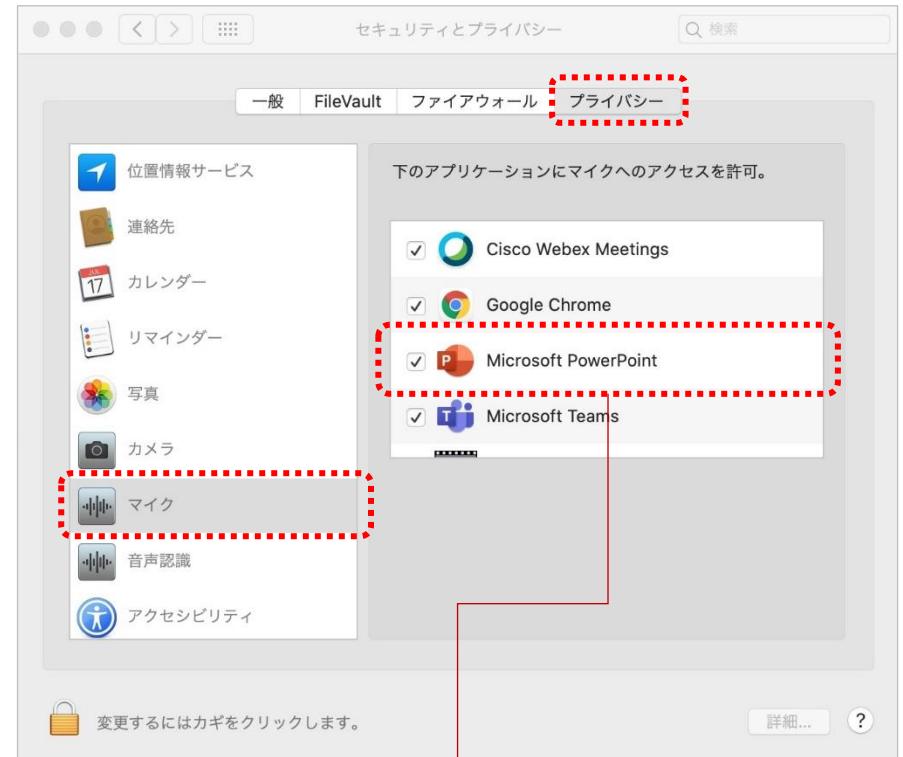 セキュリティとプライバシー
検索
一般 FileVault ファイアウォール プライバシー
位置情報サービス
連絡先
JUL
17
カレンダー
リマインダー
写真
カメラ
マイク
音声認識
アクセシビリティ
下のアプリケーションにマイクへのアクセスを許可。
Cisco Webex Meetings
Google Chrome
P
Microsoft PowerPoint
T
Microsoft Teams
変更するにはカギをクリックします。
詳細...
?